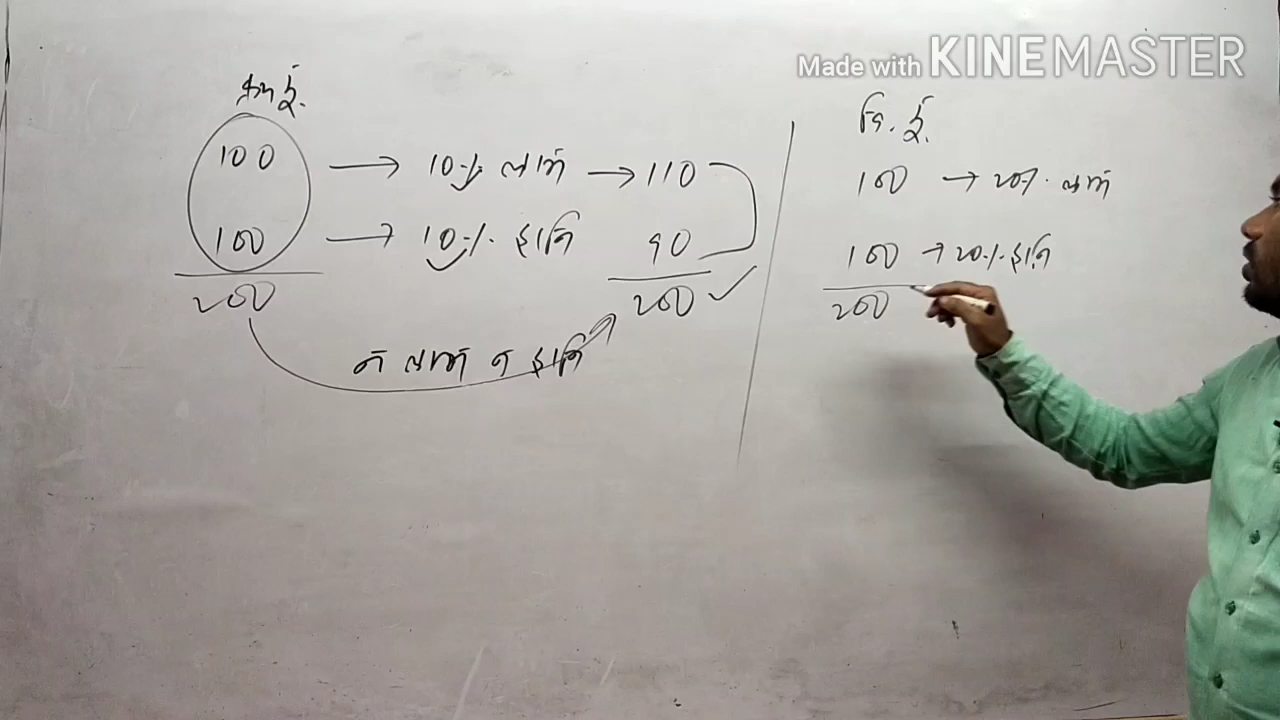 Made with KINEMASTER
क्र.मू.
100 → 10% लाभ → 110
100 → 10% हानि 90
200 200 ✓
न लाभ न हानि
वि. मू.
100 → 20% लाभ
100 → 20% हानि
200